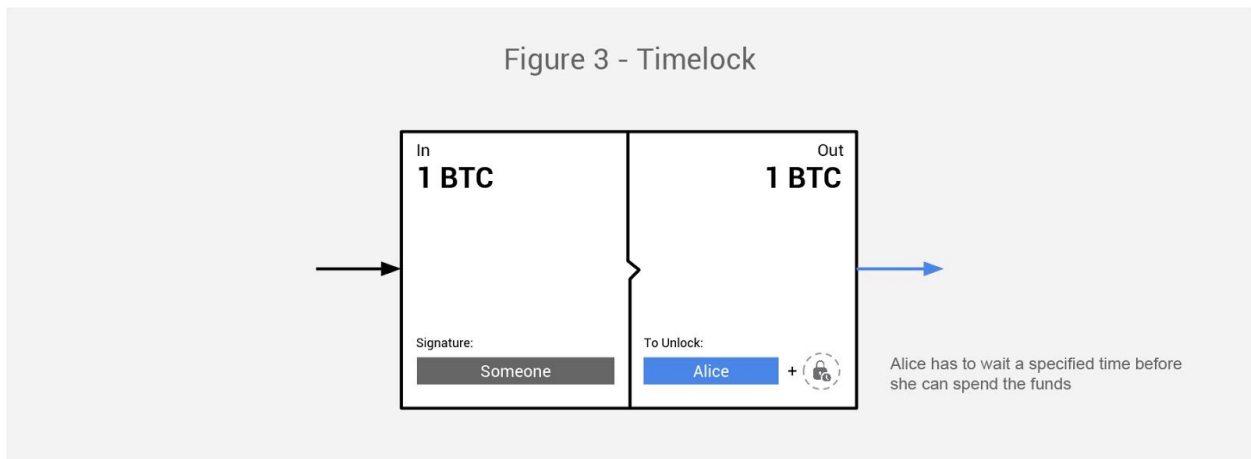 Figure 3 - Timelock
In
1 BTC
Out
1 BTC
Signature:
Someone
To Unlock:
Alice
+
Alice has to wait a specified time before
she can spend the funds